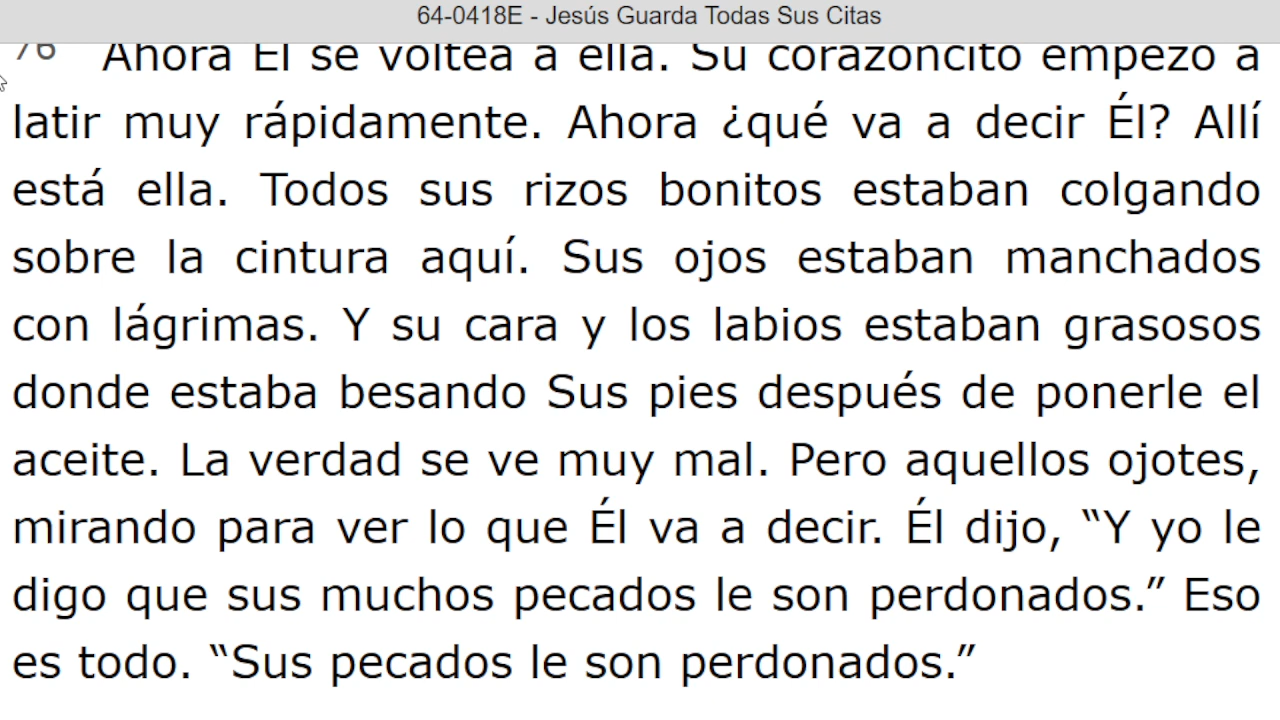 64-0418E - Jesús Guarda Todas Sus Citas
76 Ahora Él se voltea a ella. Su corazoncito empezó a
latir muy rápidamente. Ahora ¿qué va a decir Él? Allí
está ella. Todos sus rizos bonitos estaban colgando
sobre la cintura aquí. Sus ojos estaban manchados
con lágrimas. Y su cara y los labios estaban grasosos
donde estaba besando Sus pies después de ponerle el
aceite. La verdad se ve muy mal. Pero aquellos ojotes,
mirando para ver lo que Él va a decir. Él dijo, “Y yo le
digo que sus muchos pecados le son perdonados.” Eso
es todo. “Sus pecados le son perdonados.”